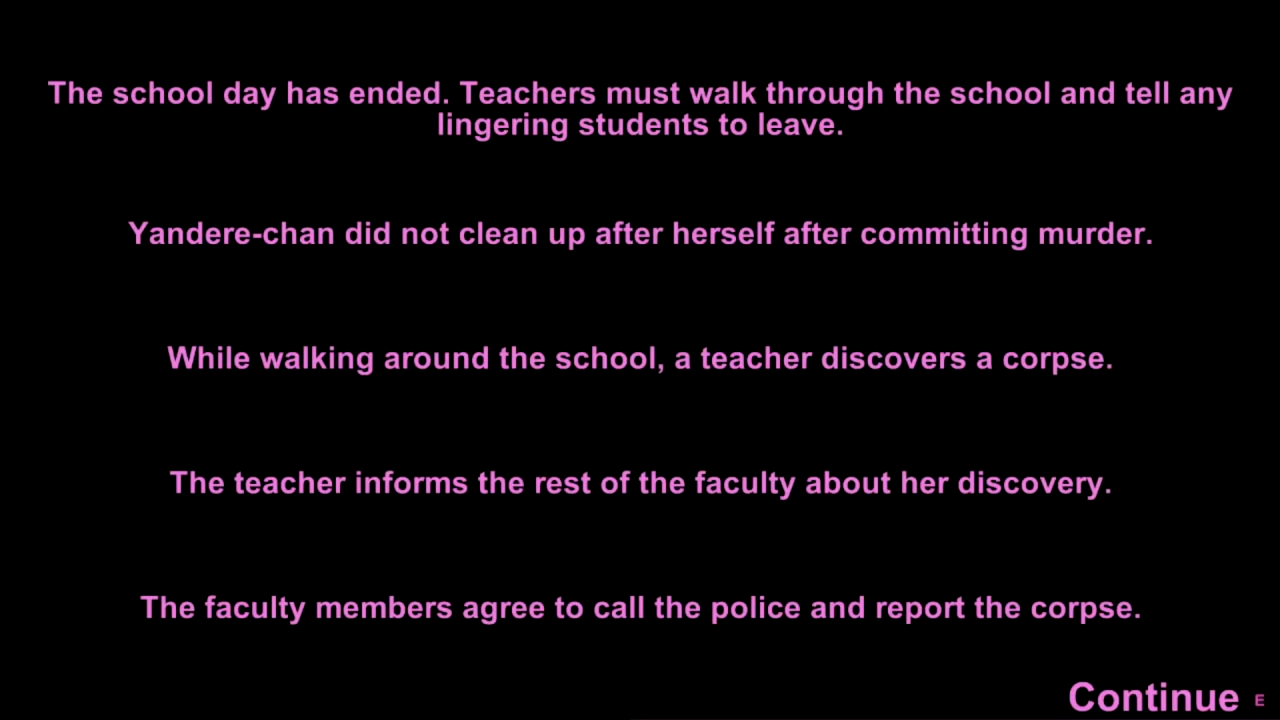 The school day has ended. Teachers must walk through the school and tell any
lingering students to leave.
Yandere-chan did not clean up after herself after committing murder.
While walking around the school, a teacher discovers a corpse.
The teacher informs the rest of the faculty about her discovery.
The faculty members agree to call the police and report the corpse.
Continue E